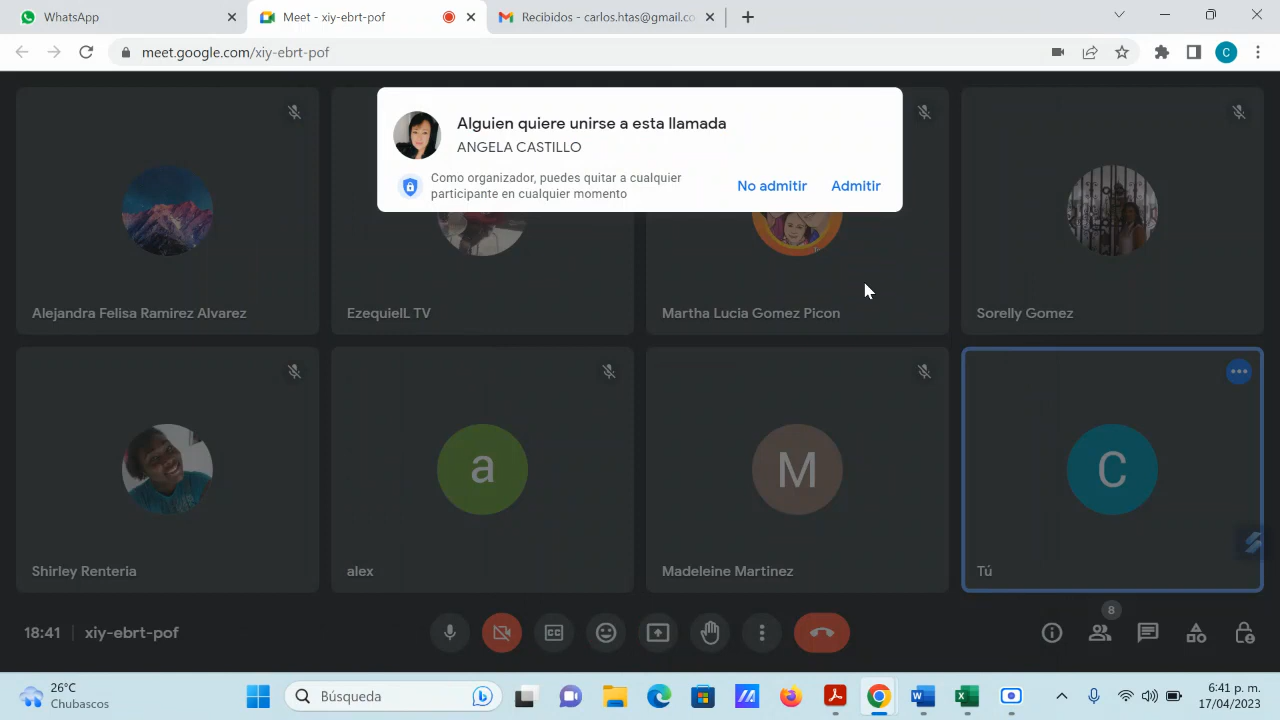 WhatsApp
Meet - xiy-ebrt-pof
Recibidos - carlos.htas@gmail.co
meet.google.com/xiy-ebrt-pof
C
Alguien quiere unirse a esta llamada
ANGELA CASTILLO
Como organizador, puedes quitar a cualquier
participante en cualquier momento
No admitir
Admitir
Alejandra Felisa Ramirez Alvarez
EzequielL TV
Martha Lucia Gomez Picon
Sorelly Gomez
a
M
C
Shirley Renteria
alex
Madeleine Martinez
Tú
18:41
xiy-ebrt-pof
CC
8
26°C
Chubascos
Búsqueda
6:41 p. m.
17/04/2023